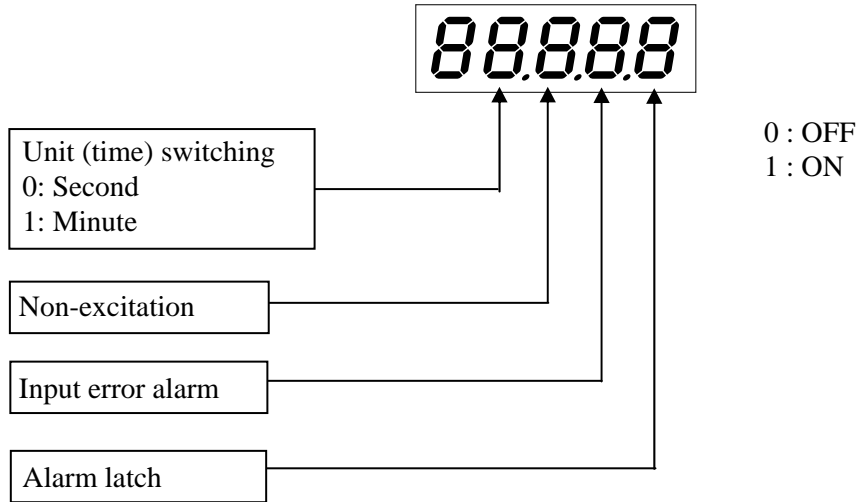 88.8.8.8
Unit (time) switching
0: Second
1: Minute
0 : OFF
1 : ON
Non-excitation
Input error alarm
Alarm latch